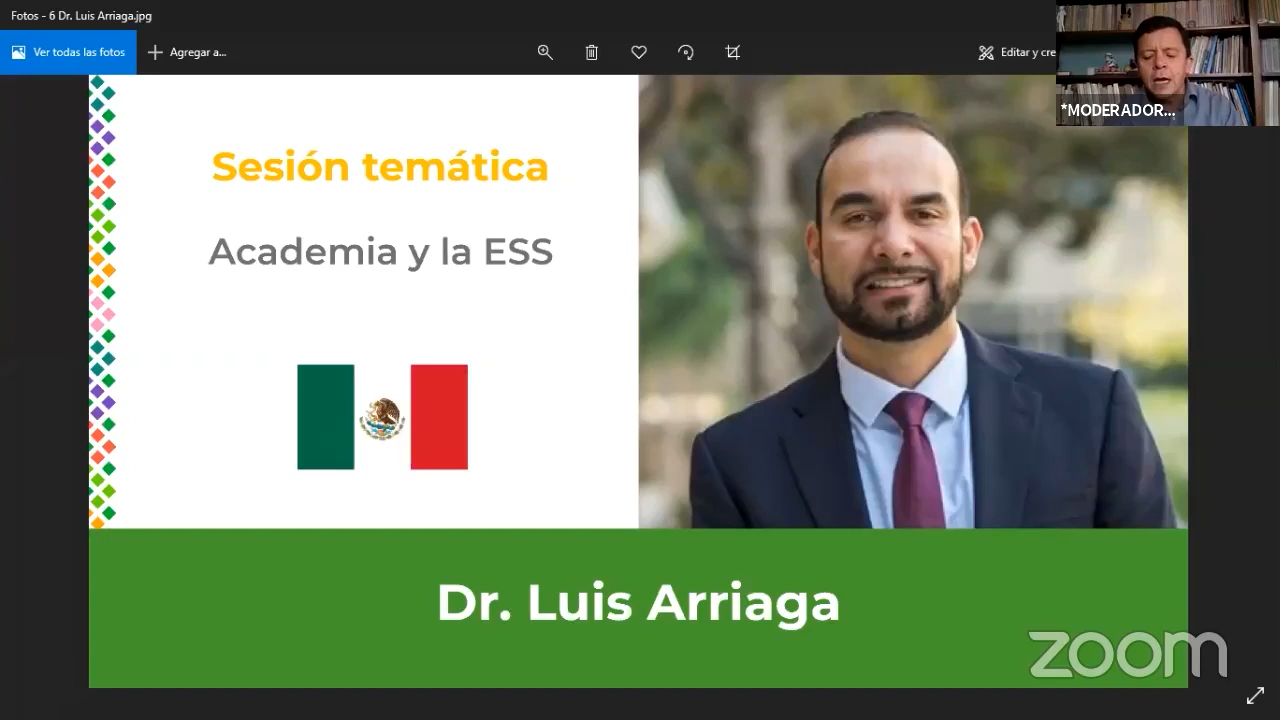 Fotos - 6 Dr. Luis Arriaga.jpg
Ver todas las fotos
Agregar a...
Editar y cre
*MODERADOR...
Sesión temática
Academia y la ESS
Dr. Luis Arriaga
zoom